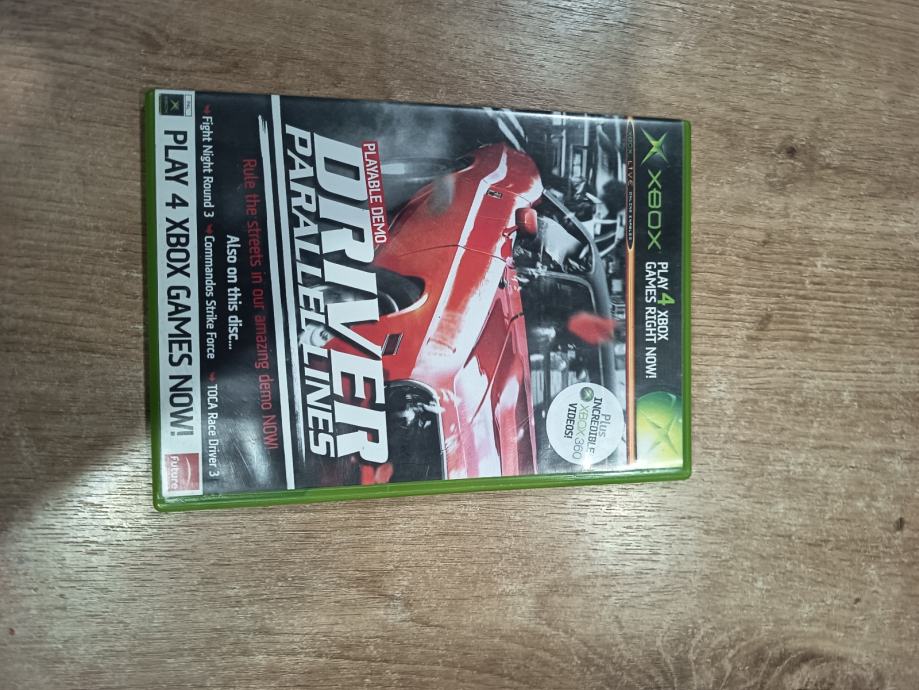 XBOX
PLAY 4 XBOX
GAMES RIGHT NOW!
plus
INCREDIBLE
XBOX 360
VIDEOS!
PLAYABLE DEMO
DRIVER
PARALLEL LINES
Rule the streets in our amazing demo NOW!
Also on this disc...
Fight Night Round 3 Commandos Strike Force TOCA Race Driver 3
PAL
PLAY 4 XBOX GAMES NOW!
Future